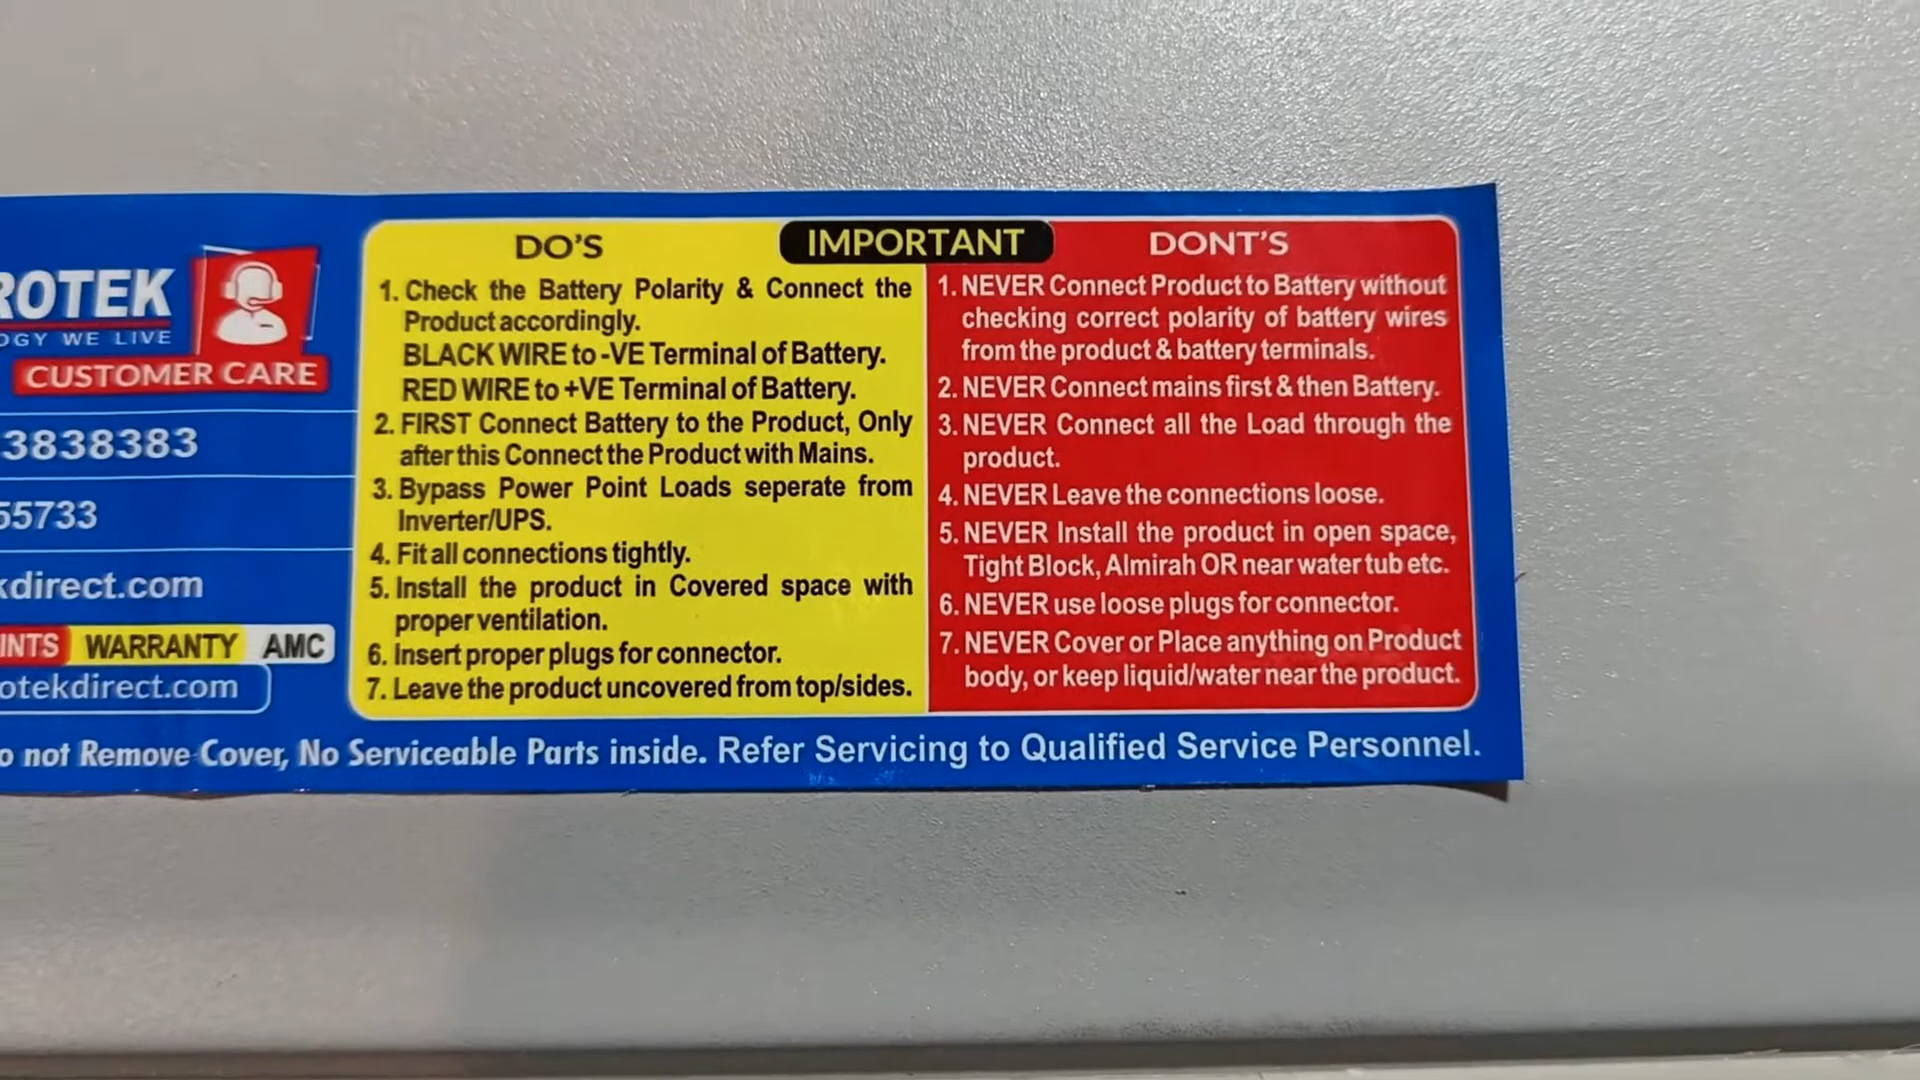 ROTEK
OGY WE LIVE
CUSTOMER CARE
3838383
55733
kdirect.com
INTS WARRANTY AMC
otekdirect.com
IMPORTANT
DO'S
1. Check the Battery Polarity & Connect the
Product accordingly.
BLACK WIRE to -VE Terminal of Battery.
RED WIRE to +VE Terminal of Battery.
2. FIRST Connect Battery to the Product, Only
after this Connect the Product with Mains.
3. Bypass Power Point Loads seperate from
Inverter/UPS.
4. Fit all connections tightly.
5. Install the product in Covered space with
proper ventilation.
6. Insert proper plugs for connector.
7. Leave the product uncovered from top/sides.
DONT'S
1. NEVER Connect Product to Battery without
checking correct polarity of battery wires
from the product & battery terminals.
2. NEVER Connect mains first & then Battery.
3. NEVER Connect all the Load through the
product.
4. NEVER Leave the connections loose.
5. NEVER Install the product in open space,
Tight Block, Almirah OR near water tub etc.
6. NEVER use loose plugs for connector.
7. NEVER Cover or Place anything on Product
body, or keep liquid/water near the product.
o not Remove Cover, No Serviceable Parts inside. Refer Servicing to Qualified Service Personnel.